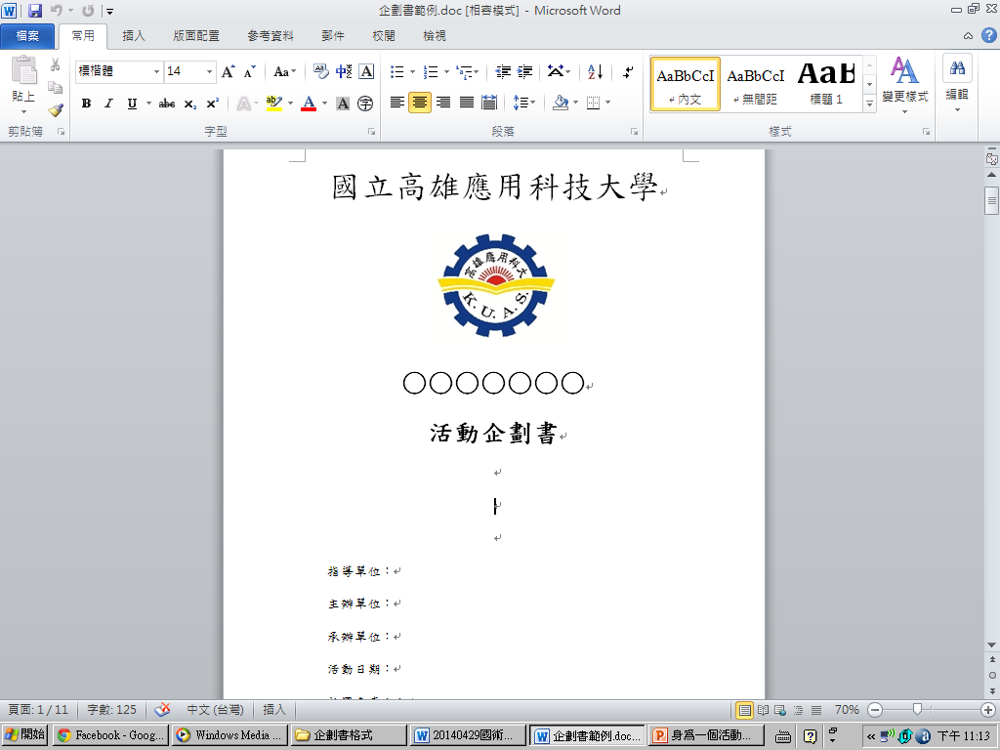 企劃書範例.doc [相容模式] - Microsoft Word
檔案 常用 插入 版面配置 參考資料 郵件 校閱 檢視
貼上
剪貼簿
標楷體 14
字型
段落
AaBbCcI AaBbCcI AaB
內文 無間距 標題 1
變更樣式
樣式
編輯
國立高雄應用科技大學
高雄應用科大
K.U.A.S.
○○○○○○○
活動企劃書
指導單位：
主辦單位：
承辦單位：
活動日期：
頁面: 1 / 11 字數: 125 中文 (台灣) 插入 70%
開始 Facebook - Goog... Windows Media ... 企劃書格式 20140429國術... 企劃書範例.do... 身為一個活動... 下午 11:13